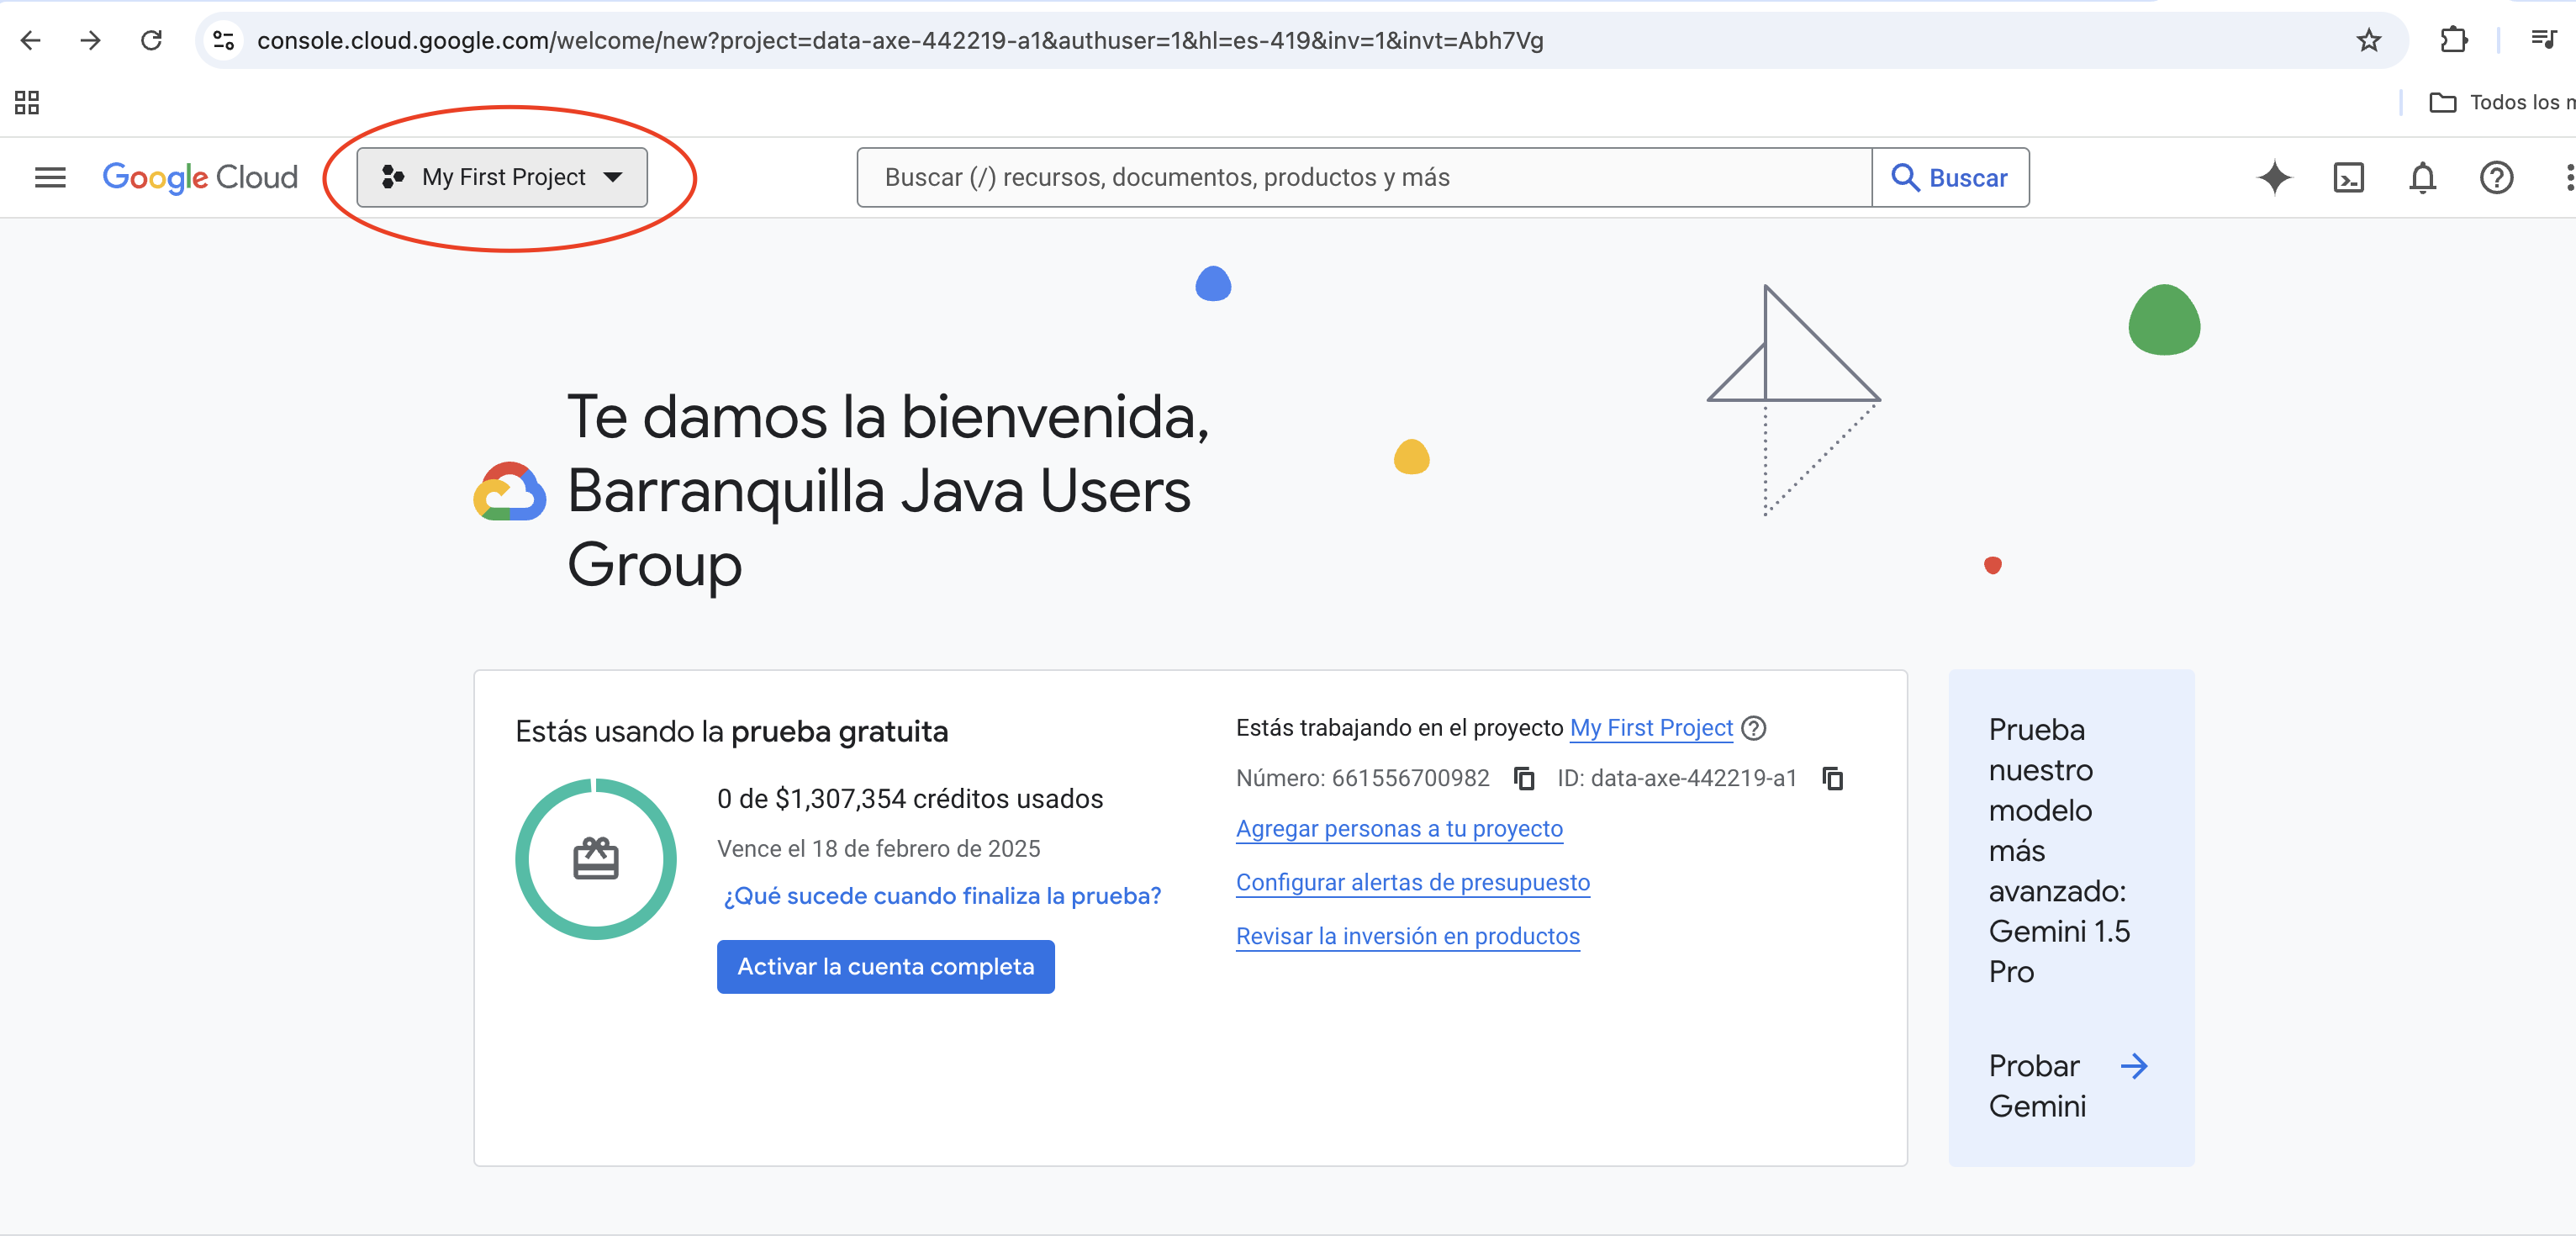 console.cloud.google.com/welcome/new?project=data-axe-442219-a1&authuser=1&hl=es-419&inv=1&invt=Abh7Vg
Todos los m
Google Cloud
My First Project
Buscar (/) recursos, documentos, productos y más
Buscar
Te damos la bienvenida,
Barranquilla Java Users
Group
Estás usando la prueba gratuita
0 de $1,307,354 créditos usados
Vence el 18 de febrero de 2025
¿Qué sucede cuando finaliza la prueba?
Activar la cuenta completa
Estás trabajando en el proyecto My First Project
Número: 661556700982 ID: data-axe-442219-a1
Agregar personas a tu proyecto
Configurar alertas de presupuesto
Revisar la inversión en productos
Prueba
nuestro
modelo
más
avanzado:
Gemini 1.5
Pro
Probar
Gemini